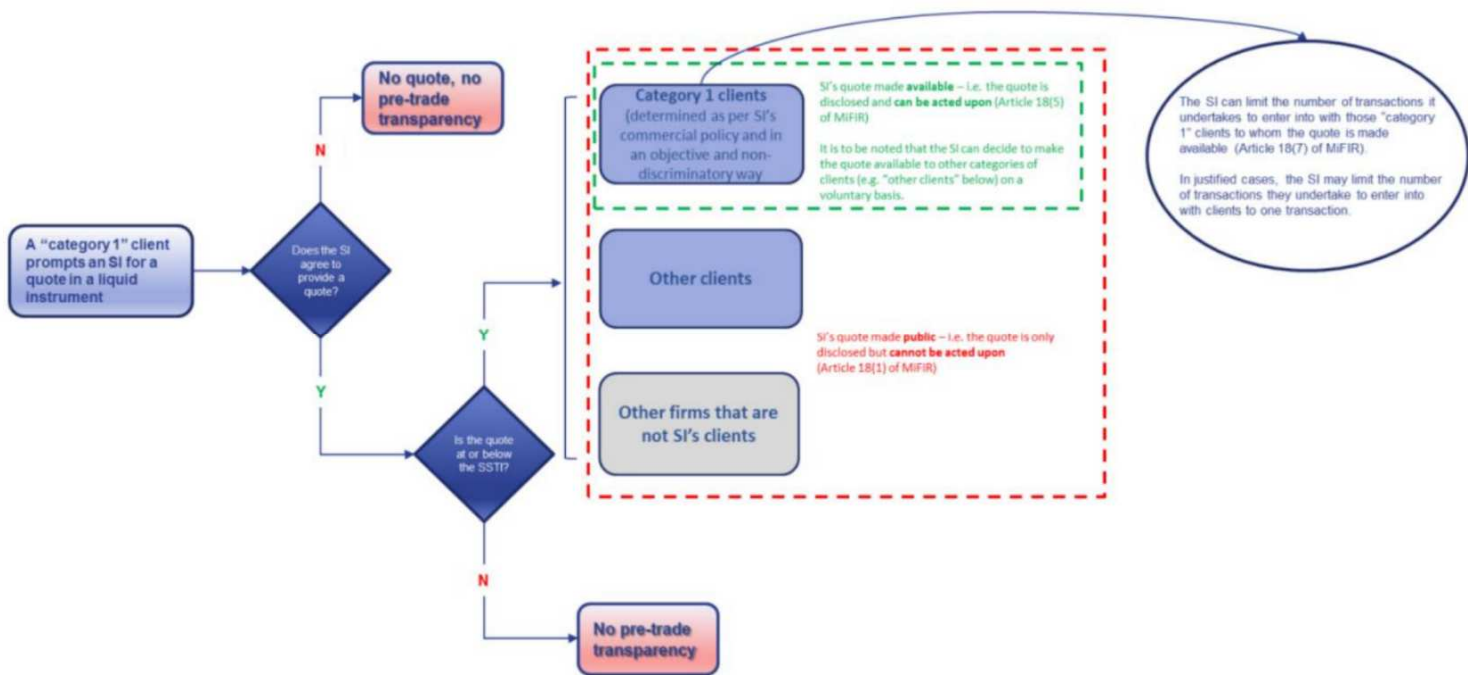 No quote, no
pre-trade
transparency
N
A “category 1” client
prompts an SI for a
quote in a liquid
instrument
Does the SI
agree to
provide a
quote?
Y
Y
Is the quote
at or below
the SSTI?
N
No pre-trade
transparency
Category 1 clients
(determined as per SI's
commercial policy and in
an objective and non-
discriminatory way
SI's quote made available – i.e. the quote is
disclosed and can be acted upon (Article 18(5)
of MiFIR)
It is to be noted that the SI can decide to make
the quote available to other categories of
clients (e.g. “other clients” below) on a
voluntary basis.
Other clients
SI's quote made public – i.e. the quote is only
disclosed but cannot be acted upon
(Article 18(1) of MiFIR)
Other firms that are
not SI's clients
The SI can limit the number of transactions it
undertakes to enter into with those “category
1” clients to whom the quote is made
available (Article 18(7) of MiFIR).
In justified cases, the SI may limit the number
of transactions they undertake to enter into
with clients to one transaction.